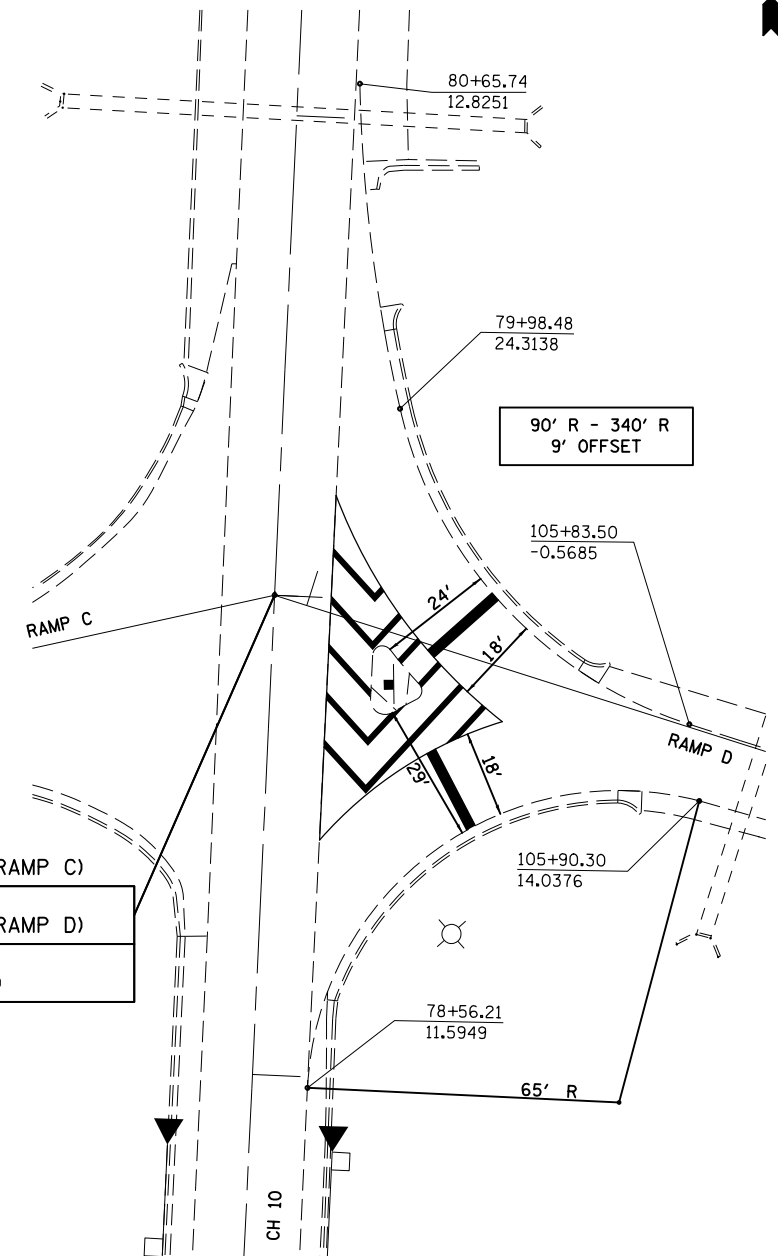 80+65.74
12.8251
79+98.48
24.3138
90' R - 340' R
9' OFFSET
105+83.50
-0.5685
24'
RAMP C
18'
RAMP D
18'
29'
RAMP C)
RAMP D)
105+90.30
14.0376
78+56.21
11.5949
65' R
CH 10